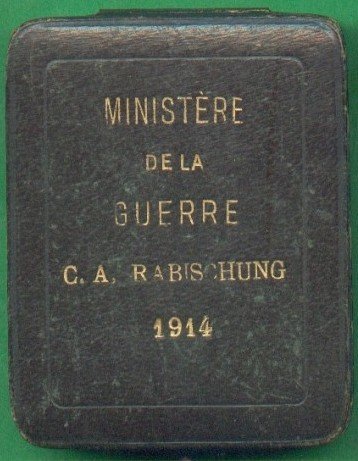 MINISTÈRE
DE LA
GUERRE
C. A. RABISCHUNG
1914